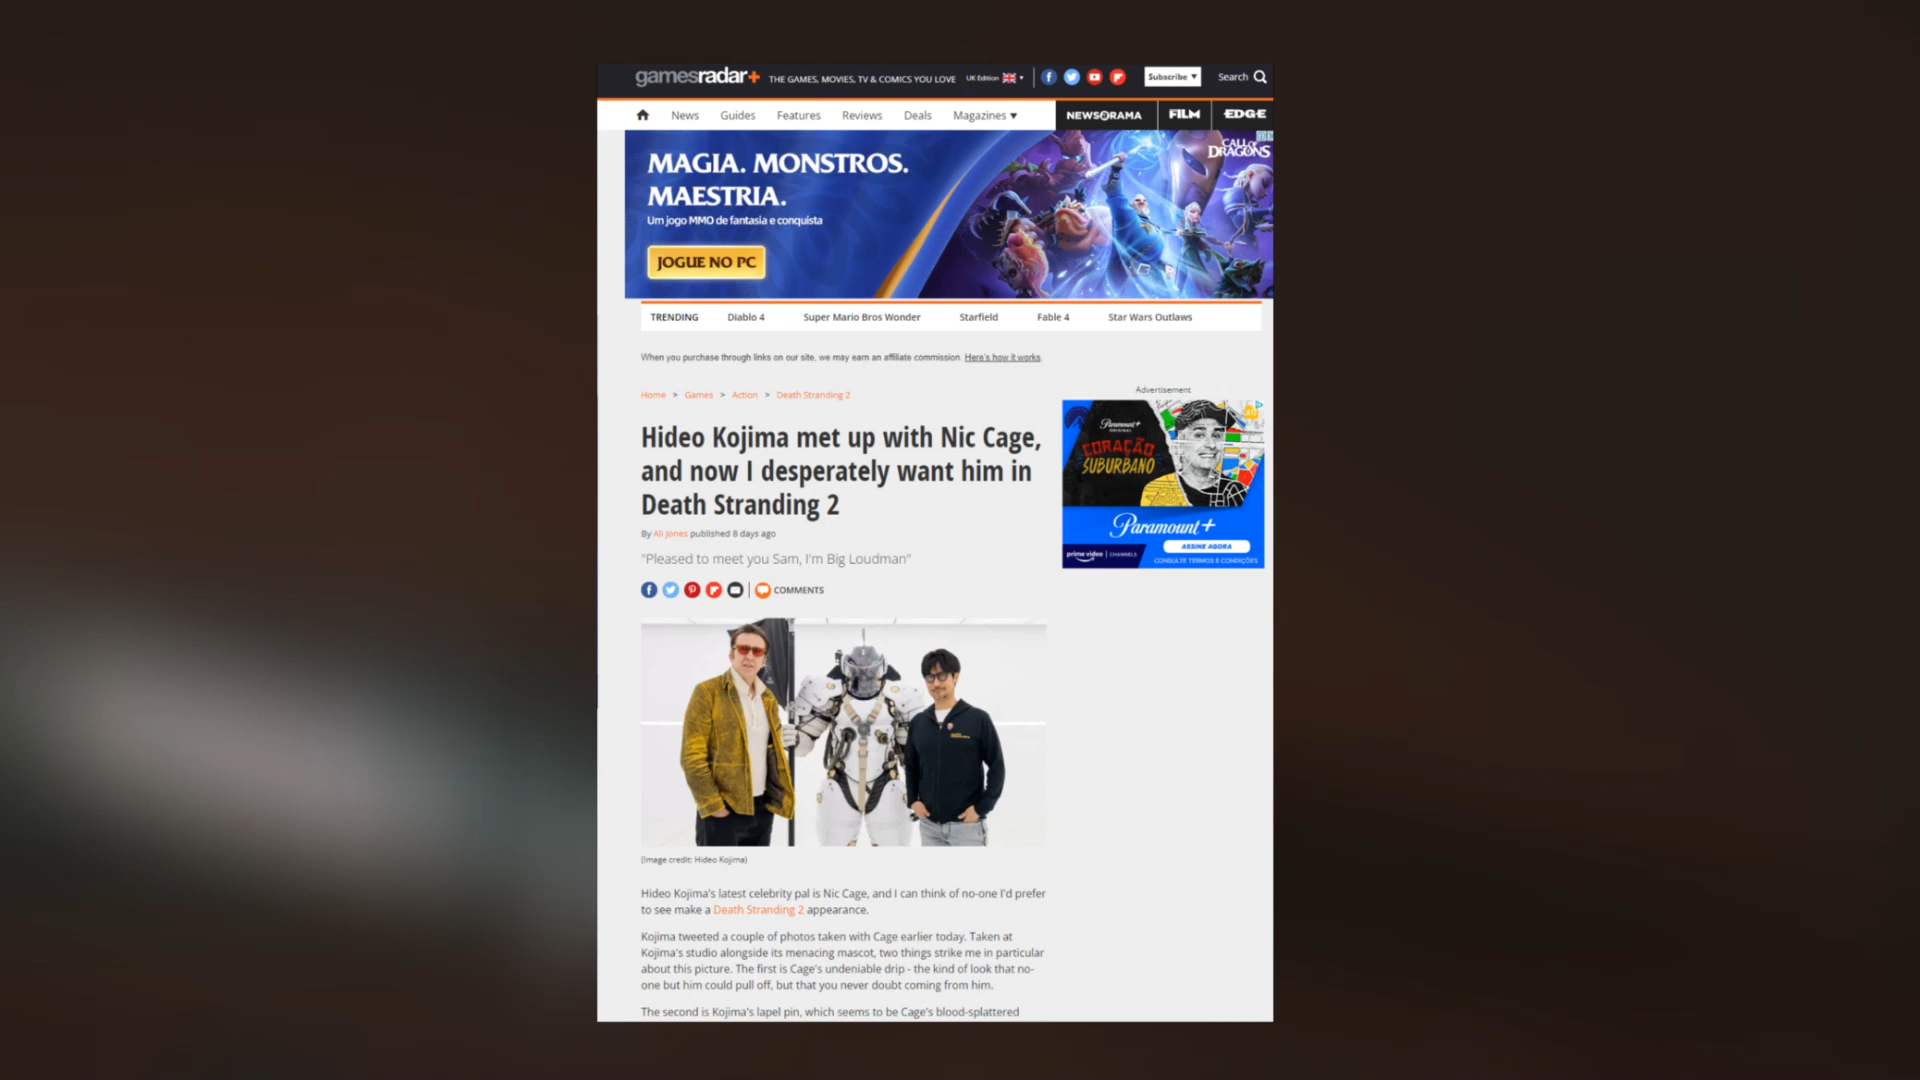 gamesradar+ THE GAMES, MOVIES, TV & COMICS YOU LOVE UK Edition Subscribe ▼ Search
News Guides Features Reviews Deals Magazines ▼ NEWSARAMA FILM EDGE
CALL OF DRAGONS
MAGIA. MONSTROS.
MAESTRIA.
Um jogo MMO de fantasia e conquista
JOGUE NO PC
TRENDING Diablo 4 Super Mario Bros Wonder Starfield Fable 4 Star Wars Outlaws
When you purchase through links on our site, we may earn an affiliate commission. Here's how it works.
Home > Games > Action > Death Stranding 2
Advertisement
Hideo Kojima met up with Nic Cage,
and now I desperately want him in
Death Stranding 2
By Ali Jones published 8 days ago
"Pleased to meet you Sam, I'm Big Loudman"
COMMENTS
Paramount+
CORAÇÃO
SUBURBANO
Paramount+
ASSINE AGORA
prime video | CHANNELS
CONSULTE TERMOS E CONDIÇÕES
(Image credit: Hideo Kojima)
Hideo Kojima's latest celebrity pal is Nic Cage, and I can think of no-one I'd prefer
to see make a Death Stranding 2 appearance.
Kojima tweeted a couple of photos taken with Cage earlier today. Taken at
Kojima's studio alongside its menacing mascot, two things strike me in particular
about this picture. The first is Cage's undeniable drip - the kind of look that no-
one but him could pull off, but that you never doubt coming from him.
The second is Kojima's lapel pin, which seems to be Cage's blood-splattered